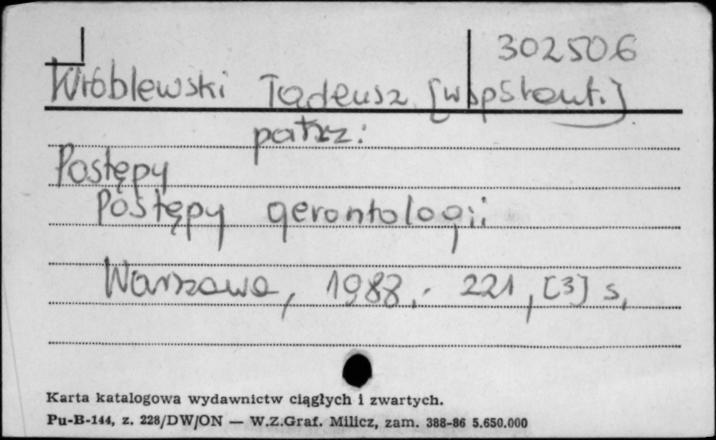 302506
Wróblewski Tadeusz [współaut.]
patrz:
Postępy
Postępy gerontologii
Warszawa, 1988.- 221, [3] s.
Karta katalogowa wydawnictw ciągłych i zwartych.
Pu-B-144, z. 228/DW/ON — W.Z.Graf. Milicz, zam. 388-86 5.650.000